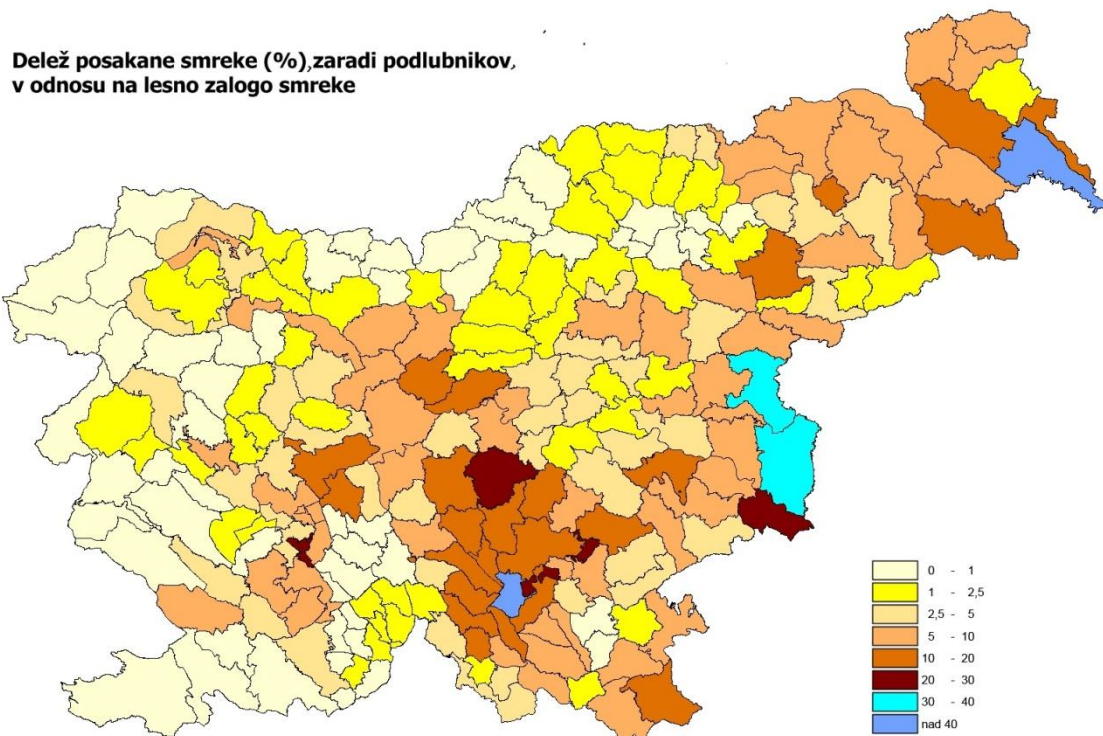 Delež posakane smreke (%),zaradi podlubnikov,
v odnosu na lesno zalogo smreke
0 - 1
1 - 2,5
2,5 - 5
5 - 10
10 - 20
20 - 30
30 - 40
nad 40